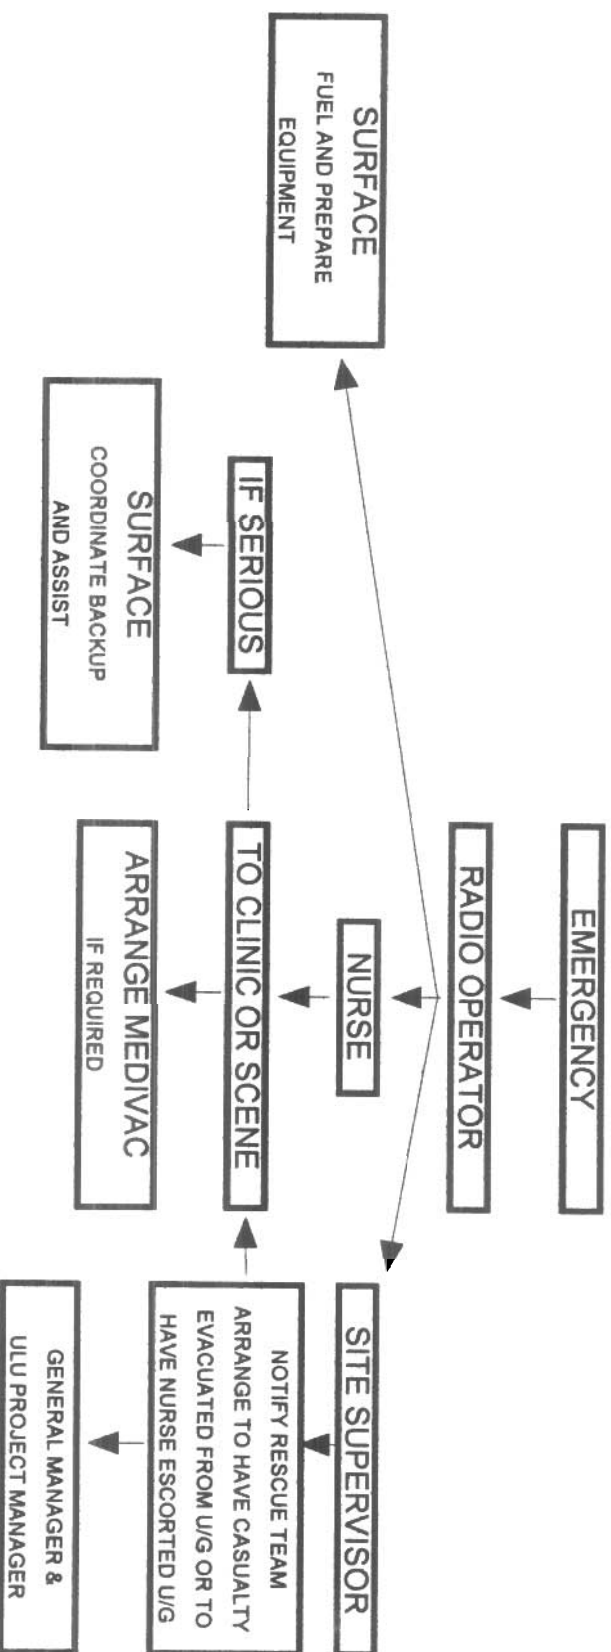 EMERGENCY
RADIO OPERATOR
SURFACE
FUEL AND PREPARE
EQUIPMENT
NURSE
SITE SUPERVISOR
IF SERIOUS
TO CLINIC OR SCENE
NOTIFY RESCUE TEAM
ARRANGE TO HAVE CASUALTY
EVACUATED FROM U/G OR TO
HAVE NURSE ESCORTED U/G
SURFACE
COORDINATE BACKUP
AND ASSIST
ARRANGE MEDIVAC
IF REQUIRED
GENERAL MANAGER &
ULU PROJECT MANAGER